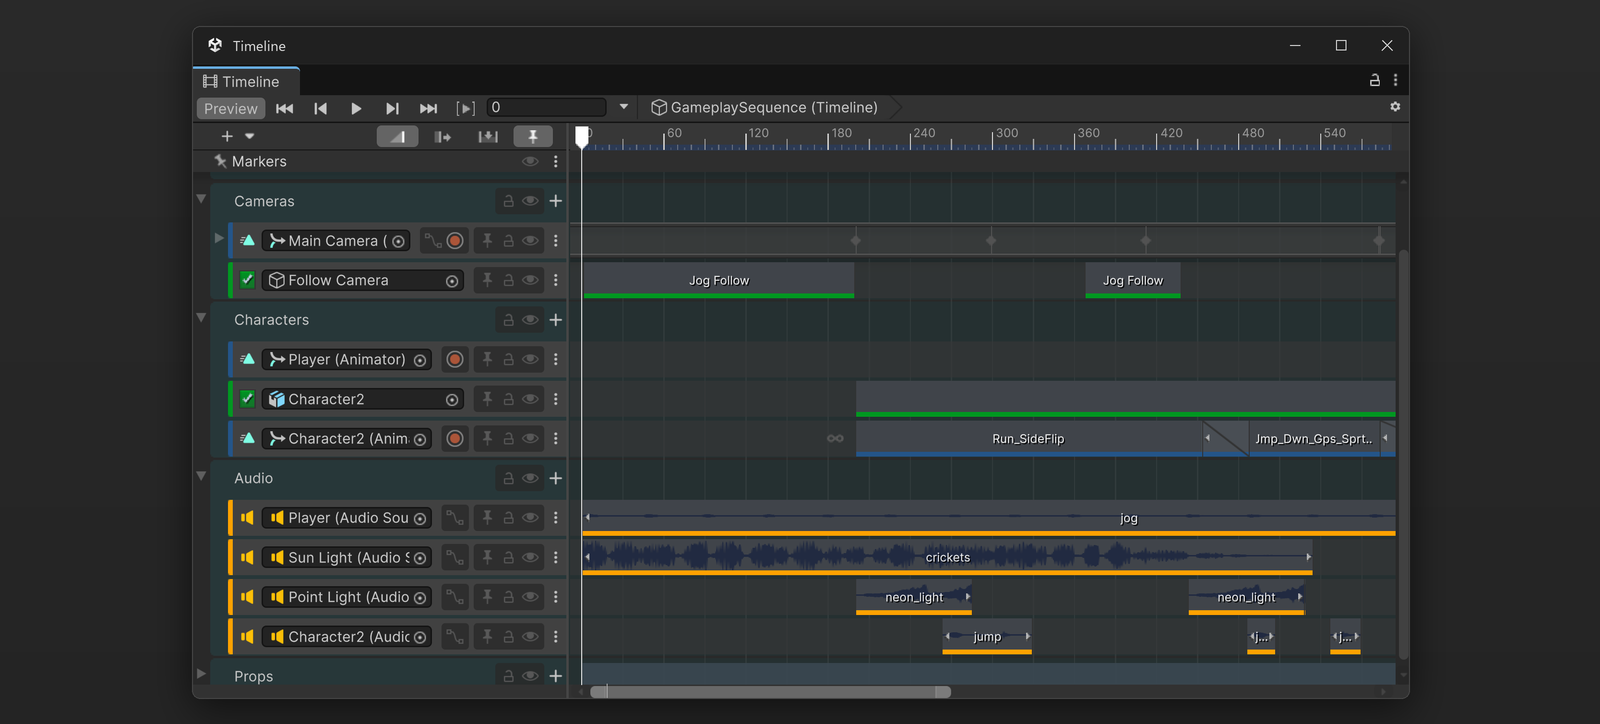 Timeline
Timeline
Preview
0
GameplaySequence (Timeline)
0 60 120 180 240 300 360 420 480 540
Markers
Cameras
Main Camera (
Follow Camera
Jog Follow
Jog Follow
Characters
Player (Animator)
Character2
Character2 (Anim
Run_SideFlip
Jmp_Dwn_Gps_Sprt..
Audio
Player (Audio Sou
jog
Sun Light (Audio S
crickets
Point Light (Audio
neon_light
neon_light
Character2 (Audic
jump
j...
j...
Props